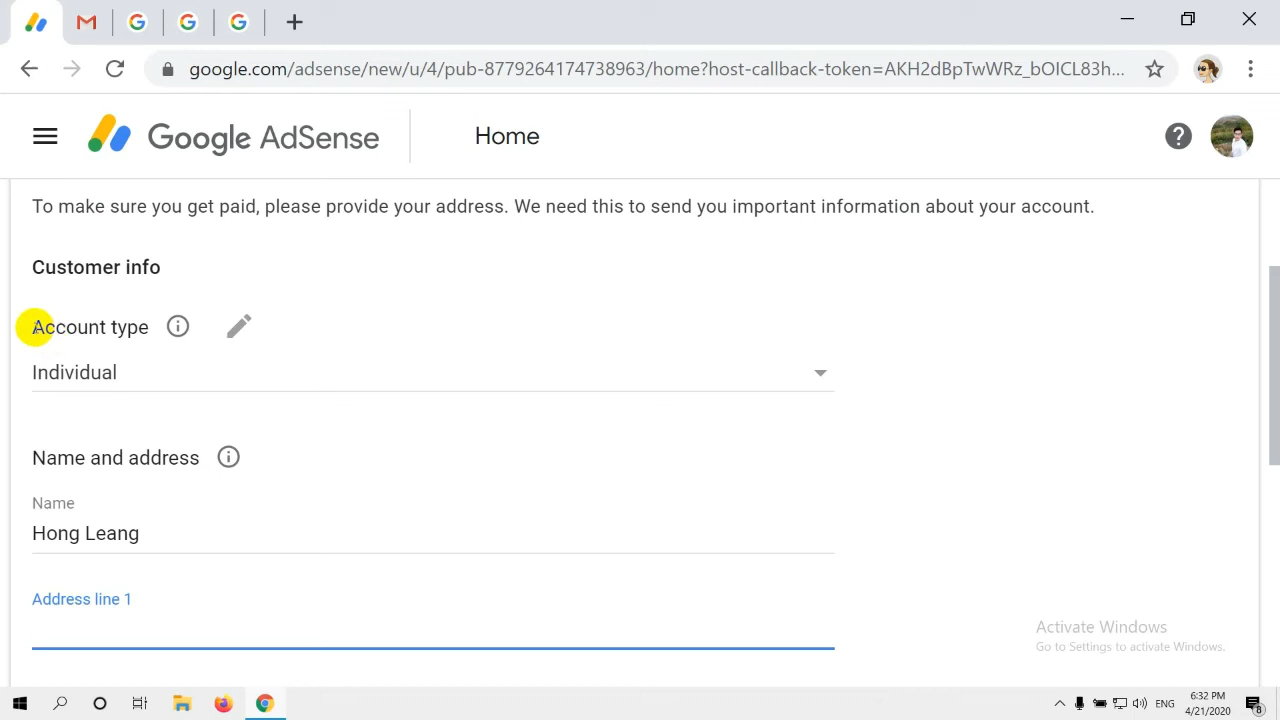 google.com/adsense/new/u/4/pub-8779264174738963/home?host-callback-token=AKH2dBpTwWRz_bOICL83h...
Google AdSense
Home
To make sure you get paid, please provide your address. We need this to send you important information about your account.
Customer info
Account type
Individual
Name and address
Name
Hong Leang
Address line 1
Activate Windows
Go to Settings to activate Windows.
ENG
6:32 PM
4/21/2020
8